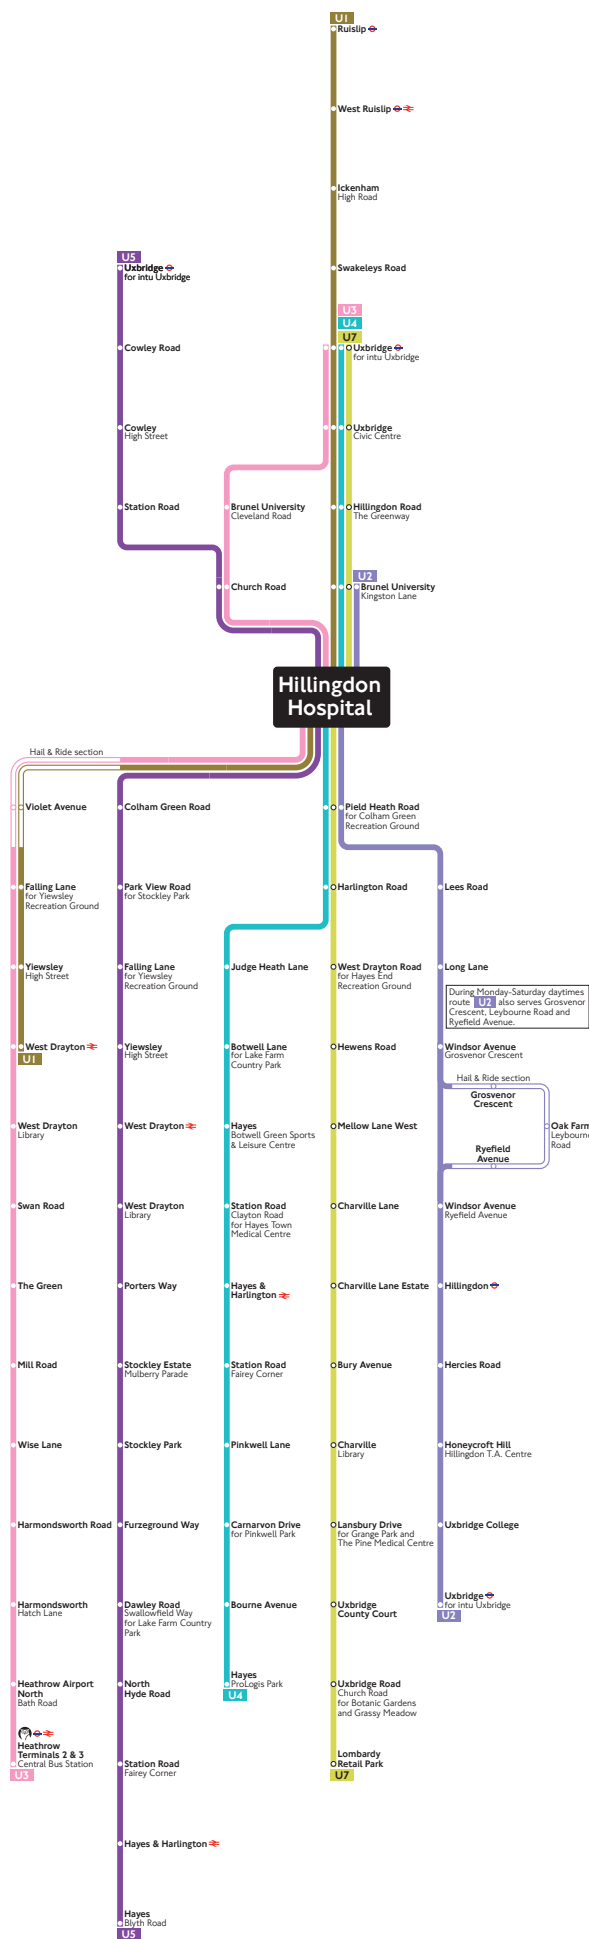 U1
Ruislip
West Ruislip
Ickenham
High Road
Swakeleys Road
U5
Uxbridge
for intu Uxbridge
Cowley Road
Cowley
High Street
Station Road
U3
U4
U7
Uxbridge
for intu Uxbridge
Uxbridge
Civic Centre
Brunel University
Cleveland Road
Hillingdon Road
The Greenway
Church Road
U2
Brunel University
Kingston Lane
Hillingdon
Hospital
Hail & Ride section
Violet Avenue
Falling Lane
for Yiewsley
Recreation Ground
Yiewsley
High Street
West Drayton
U1
West Drayton
Library
Swan Road
The Green
Mill Road
Wise Lane
Harmondsworth Road
Harmondsworth
Hatch Lane
Heathrow Airport
North
Bath Road
Heathrow
Terminals 2 & 3
Central Bus Station
U3
Colham Green Road
Park View Road
for Stockley Park
Falling Lane
for Yiewsley
Recreation Ground
Yiewsley
High Street
West Drayton
West Drayton
Library
Porters Way
Stockley Estate
Mulberry Parade
Stockley Park
Furzeground Way
Dawley Road
Swallowfield Way
for Lake Farm Country
Park
North
Hyde Road
Station Road
Fairey Corner
Hayes & Harlington
Hayes
Blyth Road
U5
Judge Heath Lane
Botwell Lane
for Lake Farm
Country Park
Hayes
Botwell Green Sports
& Leisure Centre
Station Road
Clayton Road
for Hayes Town
Medical Centre
Hayes &
Harlington
Station Road
Fairey Corner
Pinkwell Lane
Carnarvon Drive
for Pinkwell Park
Bourne Avenue
Hayes
ProLogis Park
U4
Pield Heath Road
for Colham Green
Recreation Ground
Harlington Road
West Drayton Road
for Hayes End
Recreation Ground
Hewens Road
Mellow Lane West
Charville Lane
Charville Lane Estate
Bury Avenue
Charville
Library
Lansbury Drive
for Grange Park and
The Pine Medical Centre
Uxbridge
County Court
Uxbridge Road
Church Road
for Botanic Gardens
and Grassy Meadow
Lombardy
Retail Park
U7
Lees Road
Long Lane
During Monday-Saturday daytimes
route U2 also serves Grosvenor
Crescent, Leybourne Road and
Ryefield Avenue.
Windsor Avenue
Grosvenor Crescent
Hail & Ride section
Grosvenor
Crescent
Oak Farm
Leybourne
Road
Ryefield
Avenue
Windsor Avenue
Ryefield Avenue
Hillingdon
Hercies Road
Honeycroft Hill
Hillingdon T.A. Centre
Uxbridge College
Uxbridge
for intu Uxbridge
U2